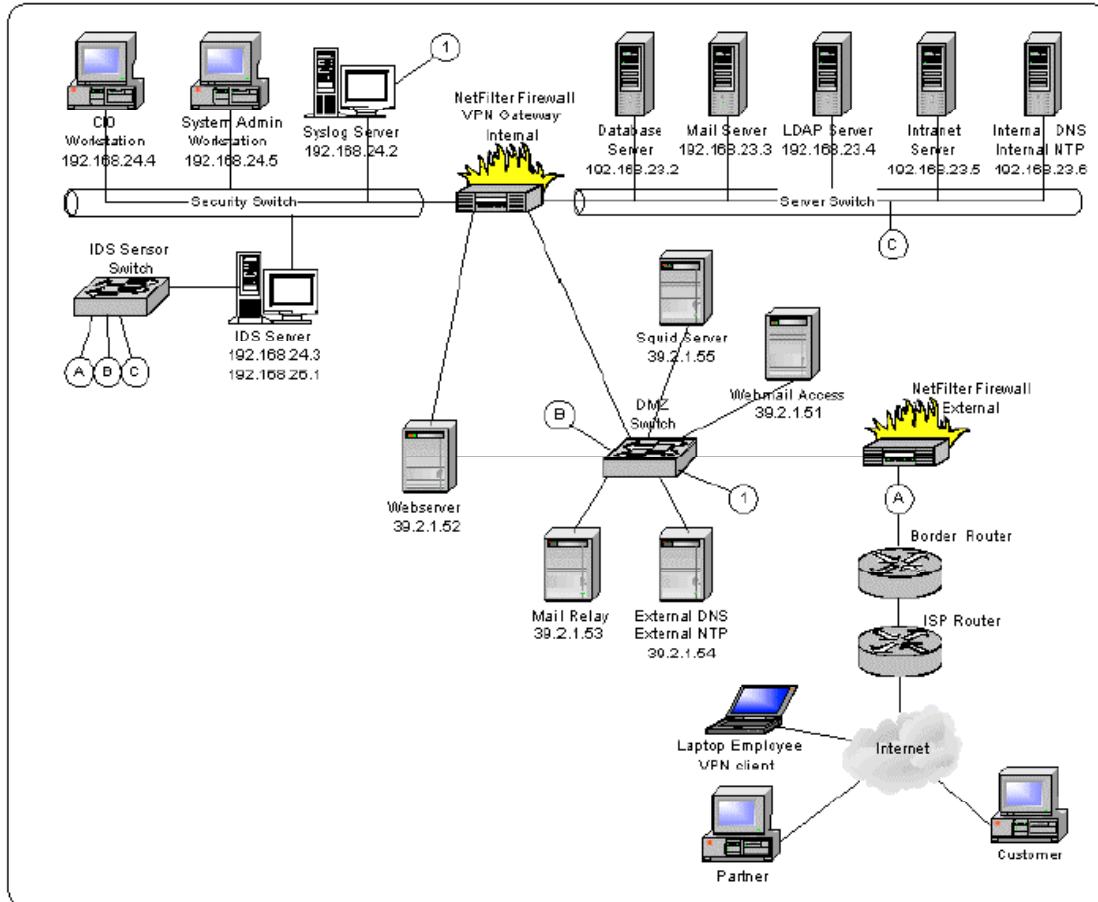 1
NetFilter Firewall
VPN Gateway
Internal
CIO
Workstation
192.168.24.4
System Admin
Workstation
192.168.24.5
Syslog Server
192.168.24.2
Database
Server
192.168.23.2
Mail Server
192.168.23.3
LDAP Server
192.168.23.4
Intranet
Server
192.168.23.5
Internal DNS
Internal NTP
192.168.23.6
Security Switch
Server Switch
C
IDS Sensor
Switch
A
B
C
IDS Server
192.168.24.3
192.168.26.1
Squid Server
39.2.1.55
Webmail Access
39.2.1.51
DMZ
Switch
B
NetFilter Firewall
External
Webserver
39.2.1.52
1
A
Mail Relay
39.2.1.53
External DNS
External NTP
39.2.1.54
Border Router
ISP Router
Laptop Employee
VPN client
Internet
Partner
Customer